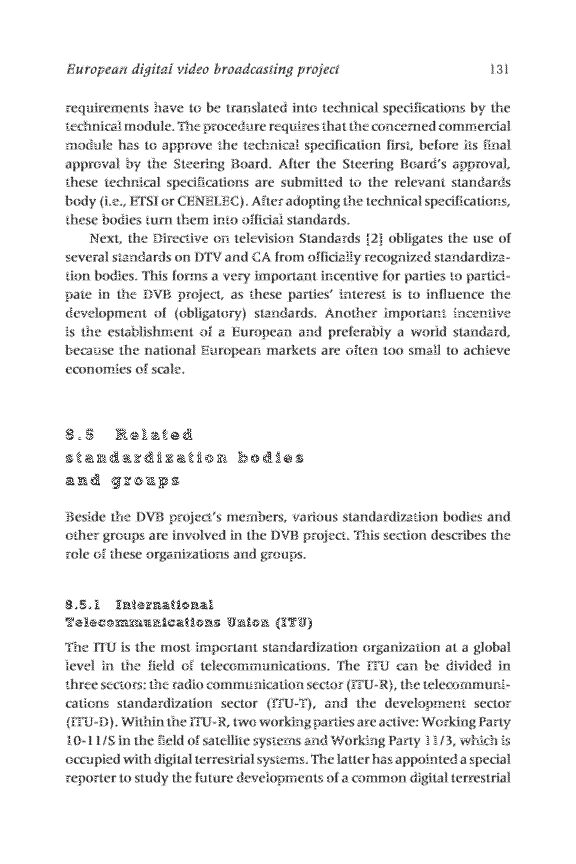 European digital video broadcasting project 131
requirements have to be translated into technical specifications by the
technical module. The procedure requires that the concerned commercial
module has to approve the technical specification first, before its final
approval by the Steering Board. After the Steering Board's approval,
these technical specifications are submitted to the relevant standards
body (i.e., ETSI or CENELEC). After adopting the technical specifications,
these bodies turn them into official standards.
Next, the Directive on television Standards [2] obligates the use of
several standards on DTV and CA from officially recognized standardiza-
tion bodies. This forms a very important incentive for parties to partici-
pate in the DVB project, as these parties' interest is to influence the
development of (obligatory) standards. Another important incentive
is the establishment of a European and preferably a world standard,
because the national European markets are often too small to achieve
economies of scale.
8.5 Related
standardization bodies
and groups
Beside the DVB project's members, various standardization bodies and
other groups are involved in the DVB project. This section describes the
role of these organizations and groups.
8.5.1 International
Telecommunications Union (ITU)
The ITU is the most important standardization organization at a global
level in the field of telecommunications. The ITU can be divided in
three sectors: the radio communication sector (ITU-R), the telecommuni-
cations standardization sector (ITU-T), and the development sector
(ITU-D). Within the ITU-R, two working parties are active: Working Party
10-11/S in the field of satellite systems and Working Party 11/3, which is
occupied with digital terrestrial systems. The latter has appointed a special
reporter to study the future developments of a common digital terrestrial